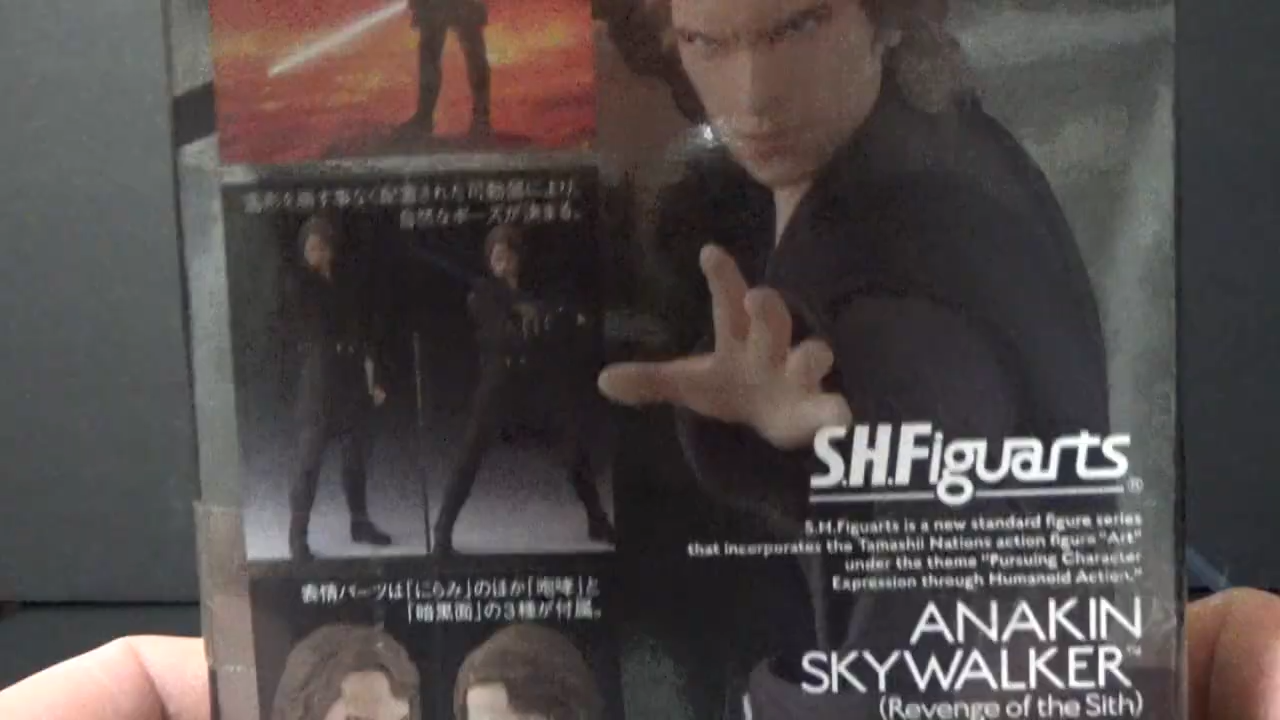 造形を崩す事なく配置された可動部により、
自然なポーズが決まる。
表情パーツは「にらみ」のほか「咆哮」と
「暗黒面」の3種が付属。
S.H.Figuarts®
S.H.Figuarts is a new standard figure series
that incorporates the Tamashii Nations action figure "Art"
under the theme "Pursuing Character
Expression through Humanoid Action."
ANAKIN
SKYWALKER™
(Revenge of the Sith)